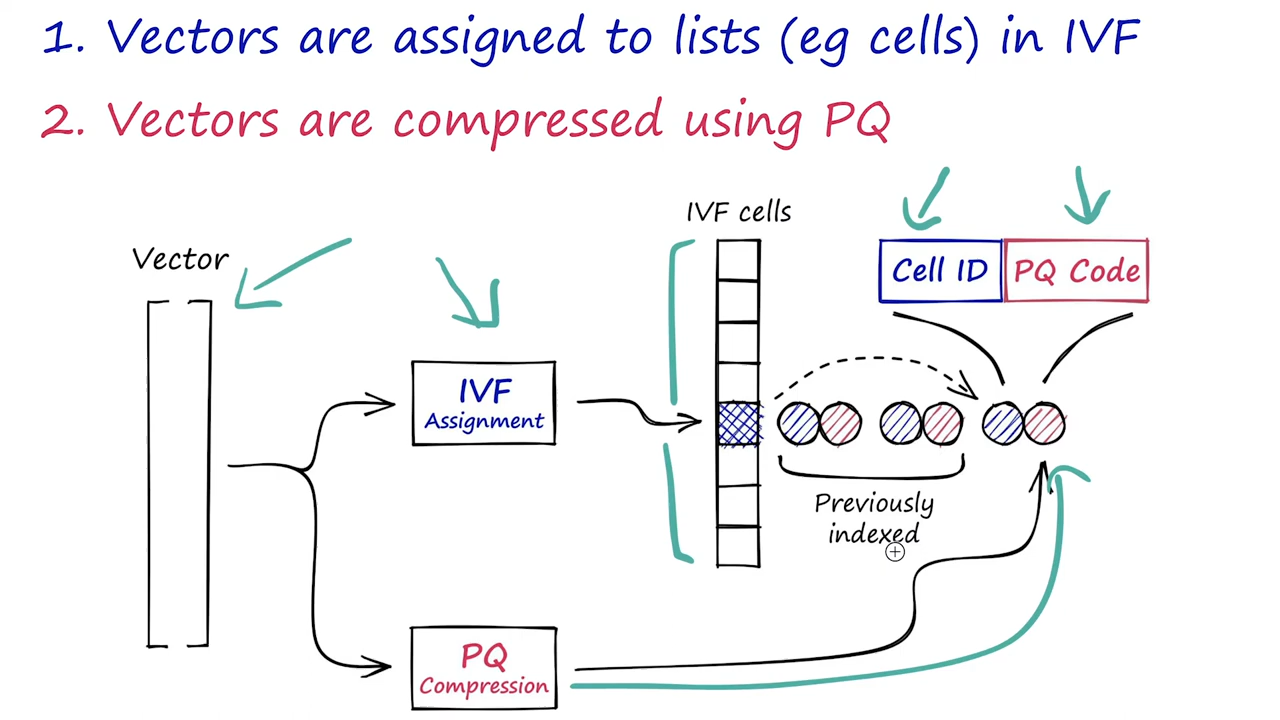 1. Vectors are assigned to lists (eg cells) in IVF
2. Vectors are compressed using PQ
IVF cells
Vector
Cell ID
PQ Code
IVF
Assignment
Previously
indexed
PQ
Compression